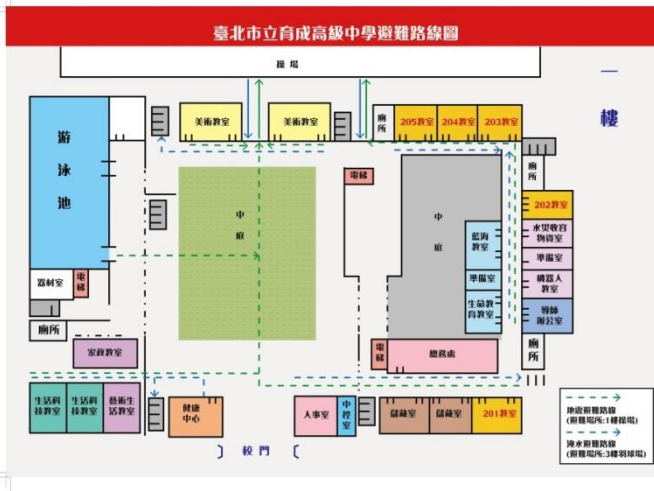 臺北市立育成高級中學避難路線圖
操場
一樓
美術教室
美術教室
廁所
205教室
204教室
203教室
游泳池
廁所
電梯
中庭
中庭
202教室
水災收容
物資室
藍海
教室
準備室
準備室
機器人
教室
器材室
電梯
生命教
育教室
導師
辦公室
廁所
廁所
家政教室
電梯
總務處
生活科
技教室
生活科
技教室
藝術生
活教室
健康
中心
人事室
中控室
儲藏室
儲藏室
201教室
校門
地震避難路線
(避難場所:1樓操場)
淹水避難路線
(避難場所:3樓羽球場)